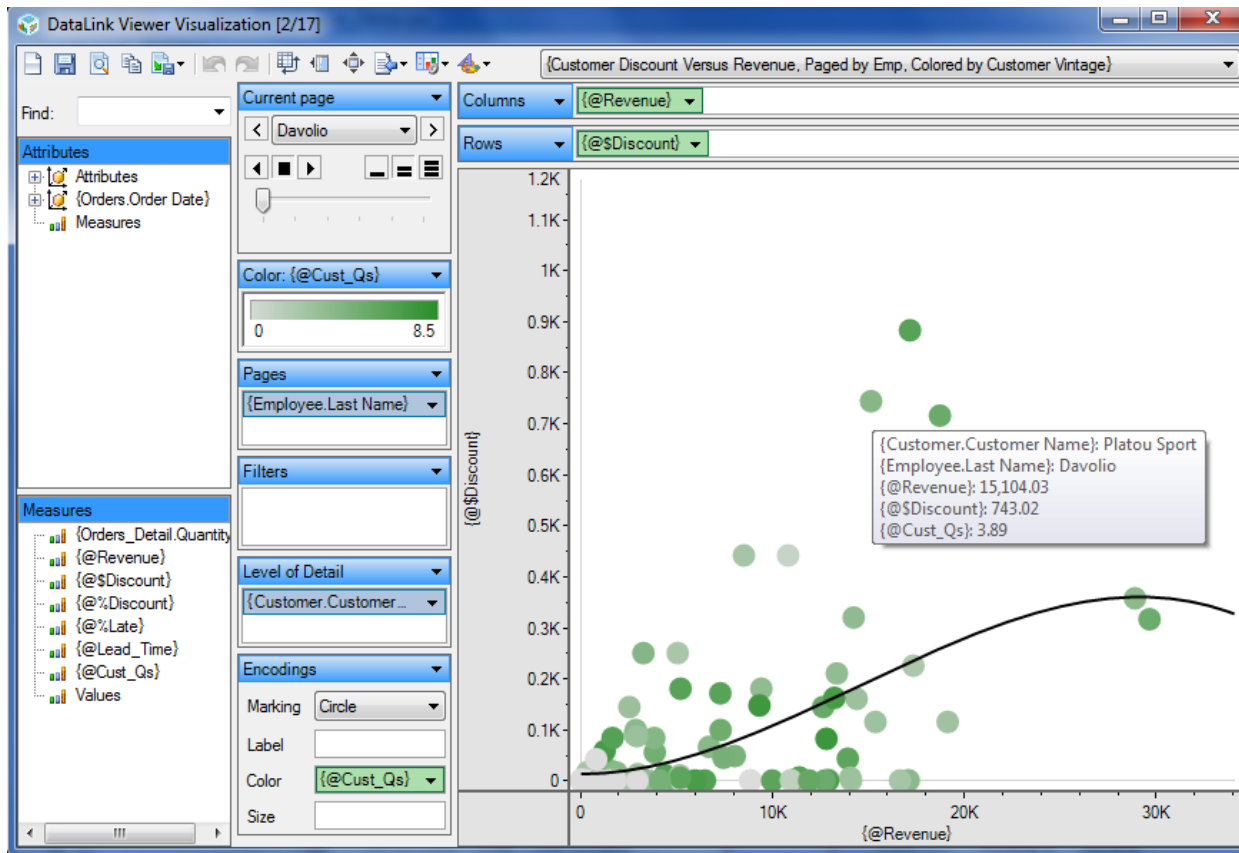 DataLink Viewer Visualization [2/17]
{Customer Discount Versus Revenue, Paged by Emp, Colored by Customer Vintage}
Find:
Attributes
Attributes
{Orders.Order Date}
Measures
Measures
{Orders_Detail.Quantity
{@Revenue}
{@$Discount}
{@%Discount}
{@%Late}
{@Lead_Time}
{@Cust_Qs}
Values
Current page
Davolio
Color: {@Cust_Qs}
0 8.5
Pages
{Employee.Last Name}
Filters
Level of Detail
{Customer.Customer...
Encodings
Marking Circle
Label
Color {@Cust_Qs}
Size
Columns {@Revenue}
Rows {@$Discount}
1.2K
1.1K
1K
0.9K
0.8K
0.7K
0.6K
0.5K
0.4K
0.3K
0.2K
0.1K
0
{@$Discount}
{Customer.Customer Name}: Platou Sport
{Employee.Last Name}: Davolio
{@Revenue}: 15,104.03
{@$Discount}: 743.02
{@Cust_Qs}: 3.89
0 10K 20K 30K
{@Revenue}